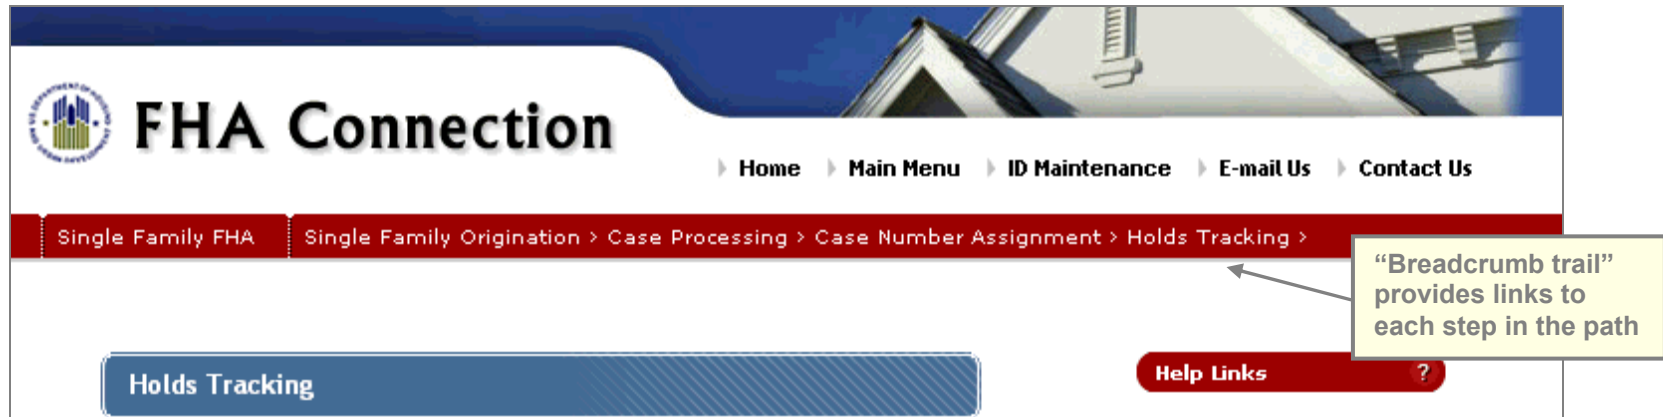 FHA Connection
Home Main Menu ID Maintenance E-mail Us Contact Us
Single Family FHA Single Family Origination > Case Processing > Case Number Assignment > Holds Tracking >
“Breadcrumb trail”
provides links to
each step in the path
Holds Tracking
Help Links ?